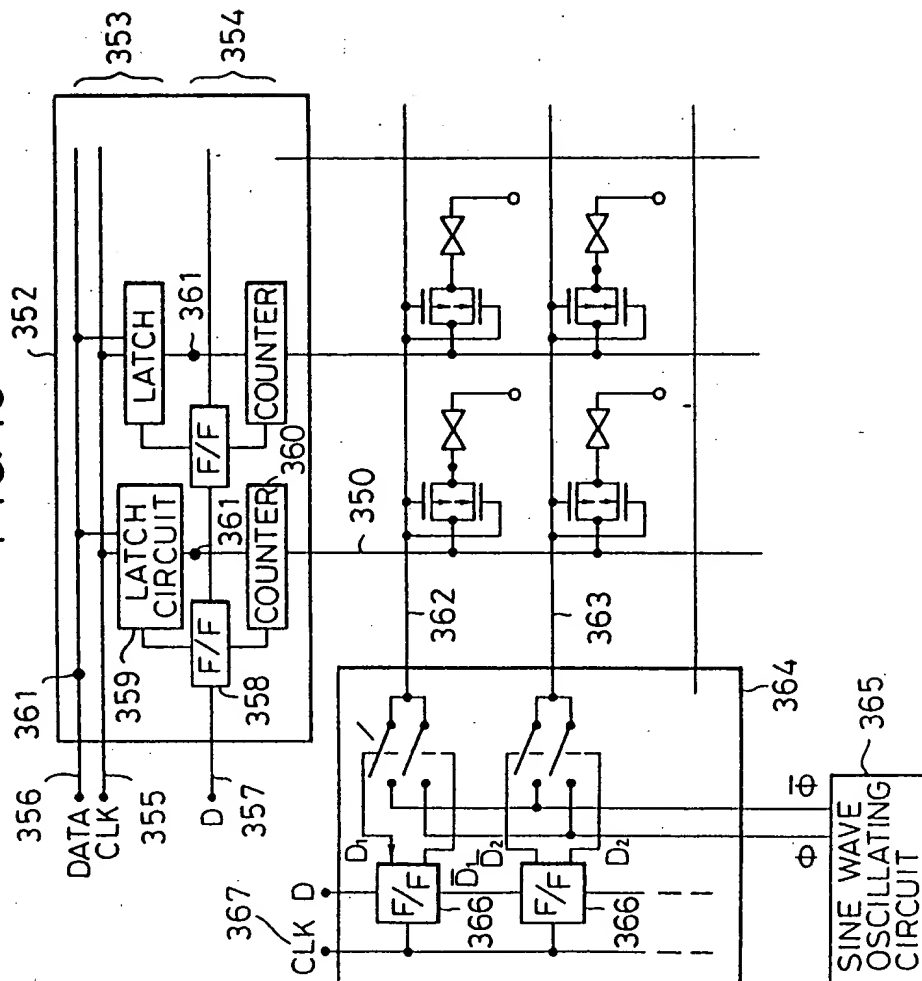 352
353
354
356
361
DATA
CLK
355
359
LATCH
CIRCUIT
LATCH
361
361
D
357
F/F
358
F/F
COUNTER
360
COUNTER
350
362
363
367
CLK
D
D1
D̅1
D2
D̅2
F/F
366
F/F
366
364
Φ
Φ̅
365
SINE WAVE
OSCILLATING
CIRCUIT